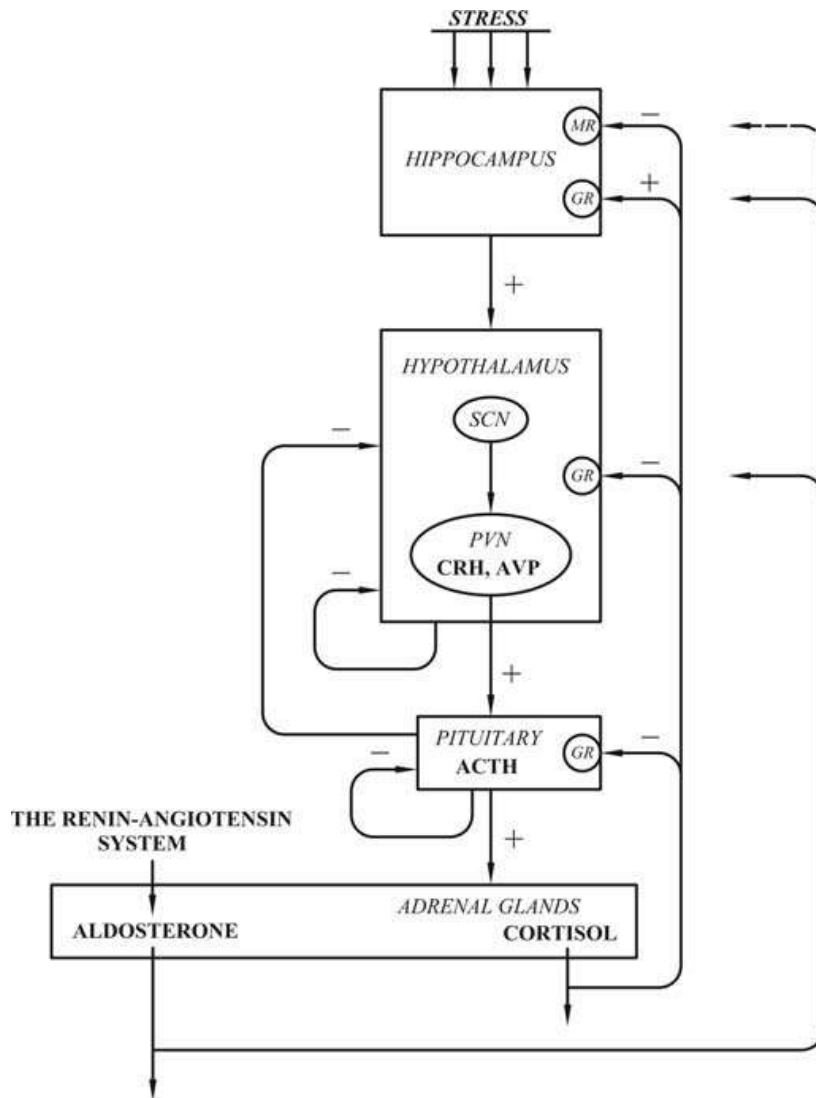 STRESS
−
MR
HIPPOCAMPUS
+
GR
+
HYPOTHALAMUS
SCN
−
−
GR
PVN
CRH, AVP
−
+
−
PITUITARY
GR
−
ACTH
THE RENIN-ANGIOTENSIN
SYSTEM
+
ADRENAL GLANDS
ALDOSTERONE
CORTISOL